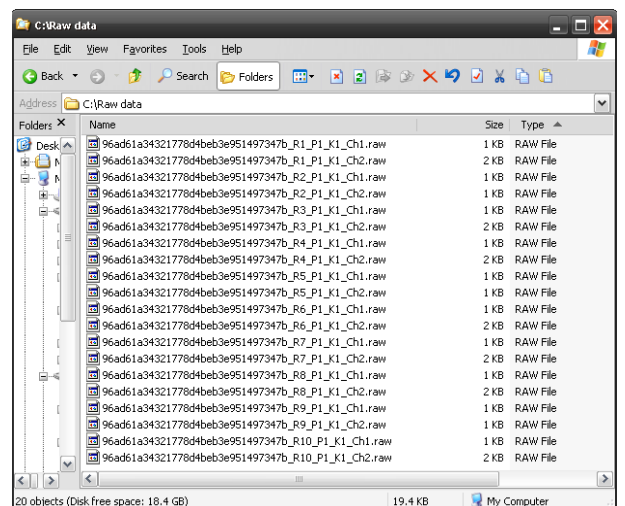 C:\Raw data
File Edit View Favorites Tools Help
Back Search Folders
Address C:\Raw data
Folders X Name Size Type
Desk
96ad61a34321778d4beb3e951497347b_R1_P1_K1_Ch1.raw 1 KB RAW File
96ad61a34321778d4beb3e951497347b_R1_P1_K1_Ch2.raw 2 KB RAW File
96ad61a34321778d4beb3e951497347b_R2_P1_K1_Ch1.raw 1 KB RAW File
96ad61a34321778d4beb3e951497347b_R2_P1_K1_Ch2.raw 1 KB RAW File
96ad61a34321778d4beb3e951497347b_R3_P1_K1_Ch1.raw 1 KB RAW File
96ad61a34321778d4beb3e951497347b_R3_P1_K1_Ch2.raw 2 KB RAW File
96ad61a34321778d4beb3e951497347b_R4_P1_K1_Ch1.raw 1 KB RAW File
96ad61a34321778d4beb3e951497347b_R4_P1_K1_Ch2.raw 2 KB RAW File
96ad61a34321778d4beb3e951497347b_R5_P1_K1_Ch1.raw 1 KB RAW File
96ad61a34321778d4beb3e951497347b_R5_P1_K1_Ch2.raw 1 KB RAW File
96ad61a34321778d4beb3e951497347b_R6_P1_K1_Ch1.raw 1 KB RAW File
96ad61a34321778d4beb3e951497347b_R6_P1_K1_Ch2.raw 2 KB RAW File
96ad61a34321778d4beb3e951497347b_R7_P1_K1_Ch1.raw 1 KB RAW File
96ad61a34321778d4beb3e951497347b_R7_P1_K1_Ch2.raw 2 KB RAW File
96ad61a34321778d4beb3e951497347b_R8_P1_K1_Ch1.raw 1 KB RAW File
96ad61a34321778d4beb3e951497347b_R8_P1_K1_Ch2.raw 2 KB RAW File
96ad61a34321778d4beb3e951497347b_R9_P1_K1_Ch1.raw 1 KB RAW File
96ad61a34321778d4beb3e951497347b_R9_P1_K1_Ch2.raw 1 KB RAW File
96ad61a34321778d4beb3e951497347b_R10_P1_K1_Ch1.raw 1 KB RAW File
96ad61a34321778d4beb3e951497347b_R10_P1_K1_Ch2.raw 2 KB RAW File
20 objects (Disk free space: 18.4 GB) 19.4 KB My Computer